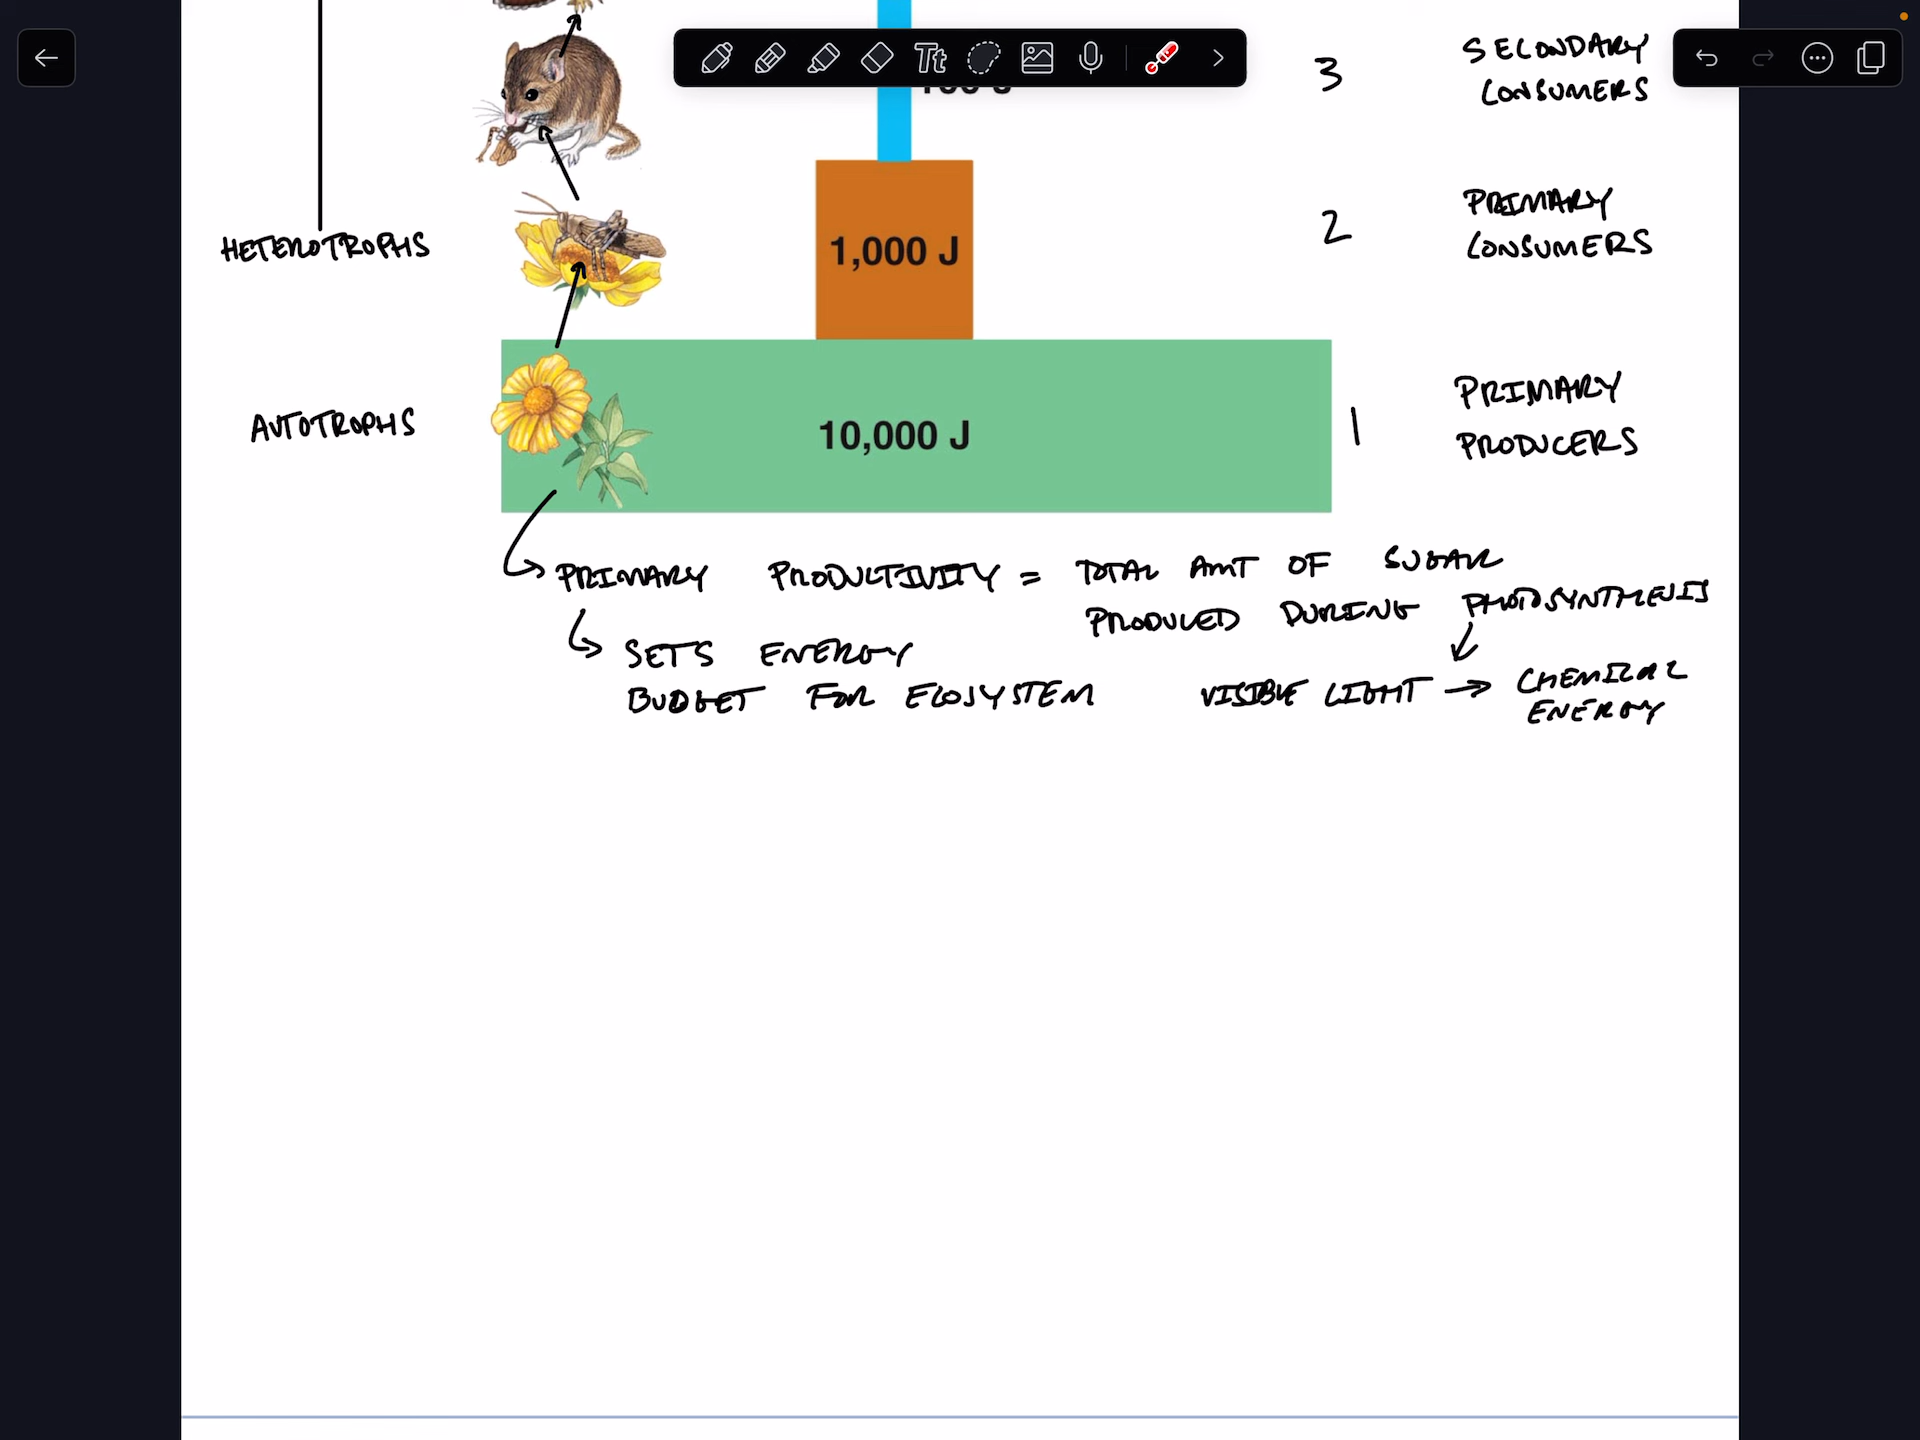 Tt
3
SECONDARY
CONSUMERS
HETEROTROPHS
1,000 J
2
PRIMARY
CONSUMERS
AUTOTROPHS
10,000 J
1
PRIMARY
PRODUCERS
PRIMARY PRODUCTIVITY = TOTAL AMT OF SUGAR
PRODUCED DURING PHOTOSYNTHESIS
SETS ENERGY
BUDGET FOR ECOSYSTEM
VISIBLE LIGHT → CHEMICAL
ENERGY